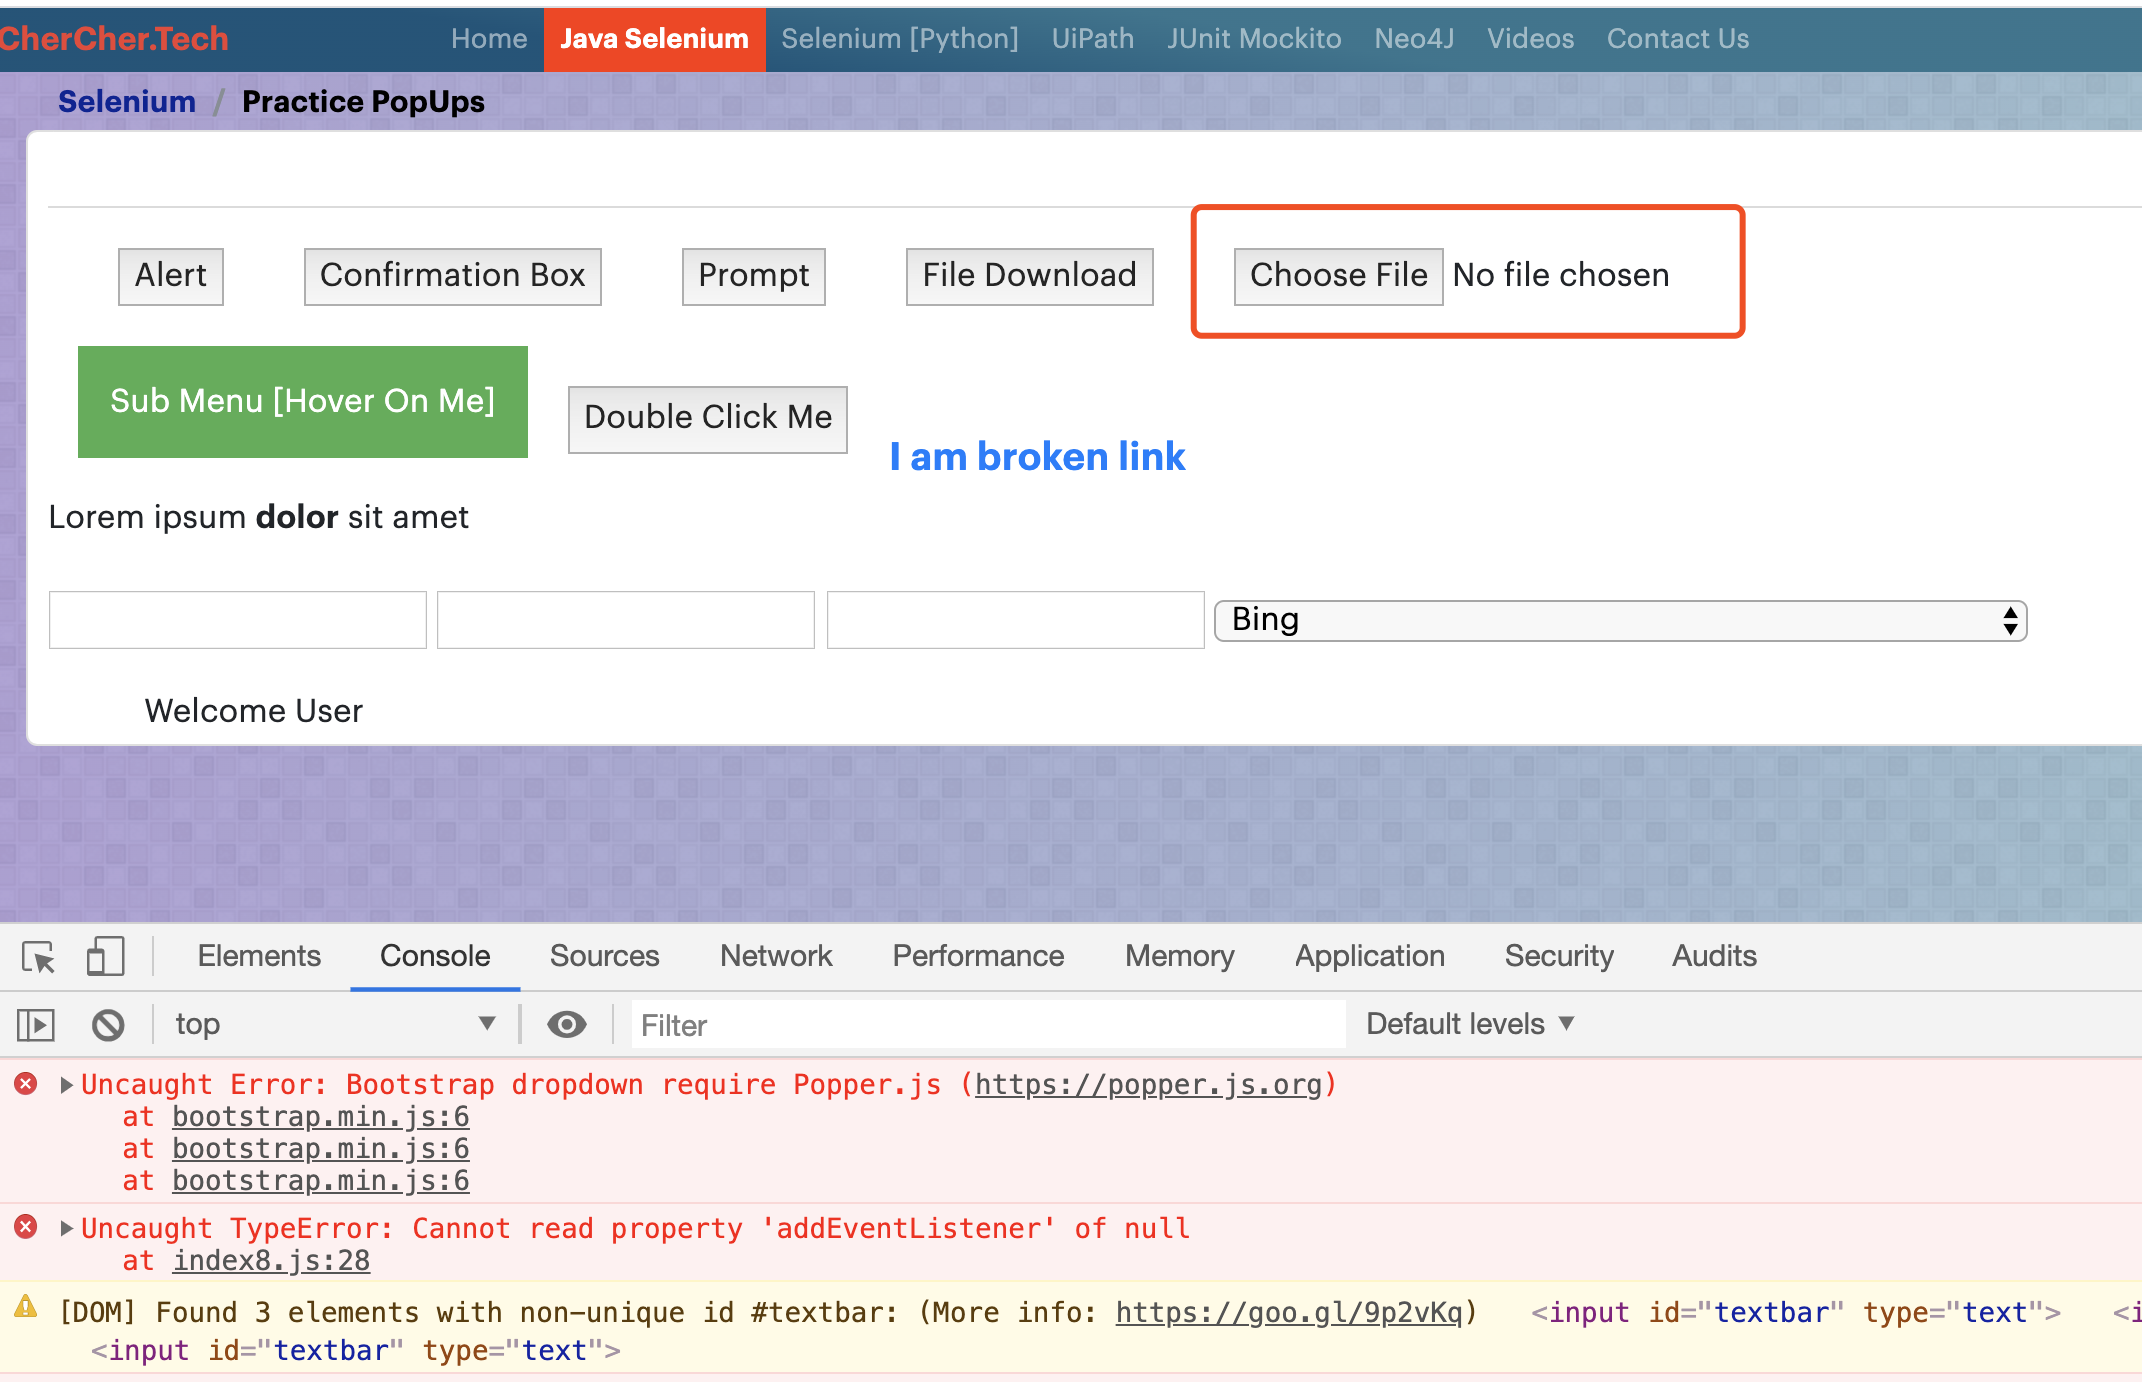 CherCher.Tech Home Java Selenium Selenium [Python] UiPath JUnit Mockito Neo4J Videos Contact Us
Selenium / Practice PopUps
Alert Confirmation Box Prompt File Download Choose File No file chosen
Sub Menu [Hover On Me] Double Click Me I am broken link
Lorem ipsum dolor sit amet
Bing
Welcome User
Elements Console Sources Network Performance Memory Application Security Audits
top Filter Default levels
Uncaught Error: Bootstrap dropdown require Popper.js (https://popper.js.org)
at bootstrap.min.js:6
at bootstrap.min.js:6
at bootstrap.min.js:6
Uncaught TypeError: Cannot read property 'addEventListener' of null
at index8.js:28
[DOM] Found 3 elements with non-unique id #textbar: (More info: https://goo.gl/9p2vKq) <input id="textbar" type="text"> <i
<input id="textbar" type="text">